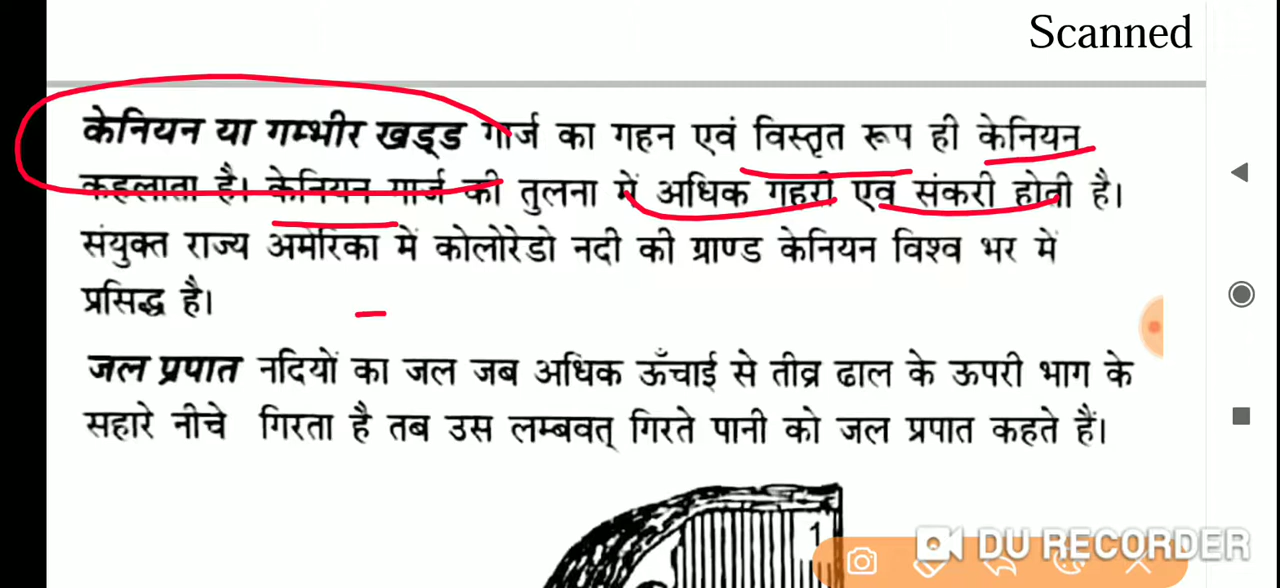 Scanned
केनियन या गम्भीर खड्ड गार्ज का गहन एवं विस्तृत रूप ही केनियन
कहलाता है। केनियन गार्ज की तुलना में अधिक गहरी एव संकरी होती है।
संयुक्त राज्य अमेरिका में कोलोरेडो नदी की ग्राण्ड केनियन विश्व भर में
प्रसिद्ध है।
जल प्रपात नदियों का जल जब अधिक ऊँचाई से तीव्र ढाल के ऊपरी भाग के
सहारे नीचे गिरता है तब उस लम्बवत् गिरते पानी को जल प्रपात कहते हैं।
1
DU RECORDER